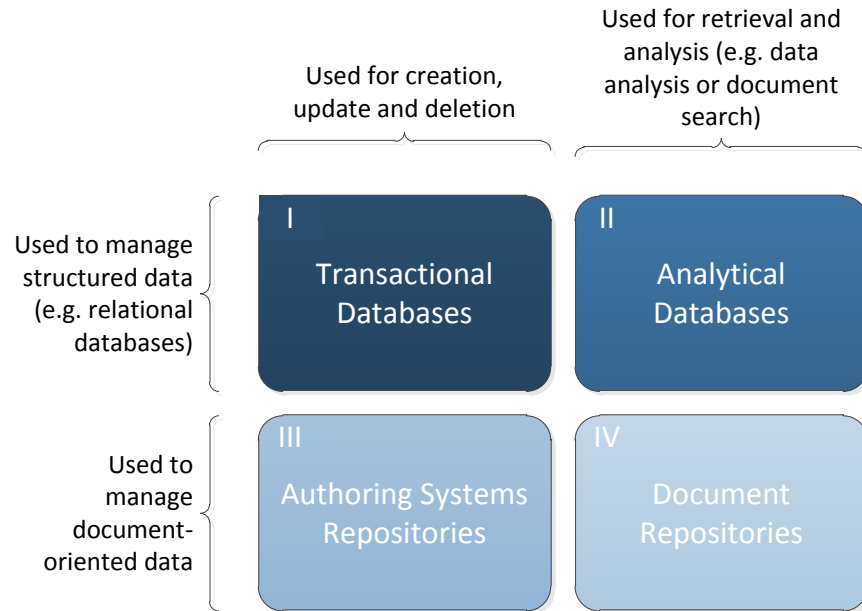 Used for creation,
update and deletion
Used for retrieval and
analysis (e.g. data
analysis or document
search)
Used to manage
structured data
(e.g. relational
databases)
I
Transactional
Databases
II
Analytical
Databases
Used to
manage
document-
oriented data
III
Authoring Systems
Repositories
IV
Document
Repositories